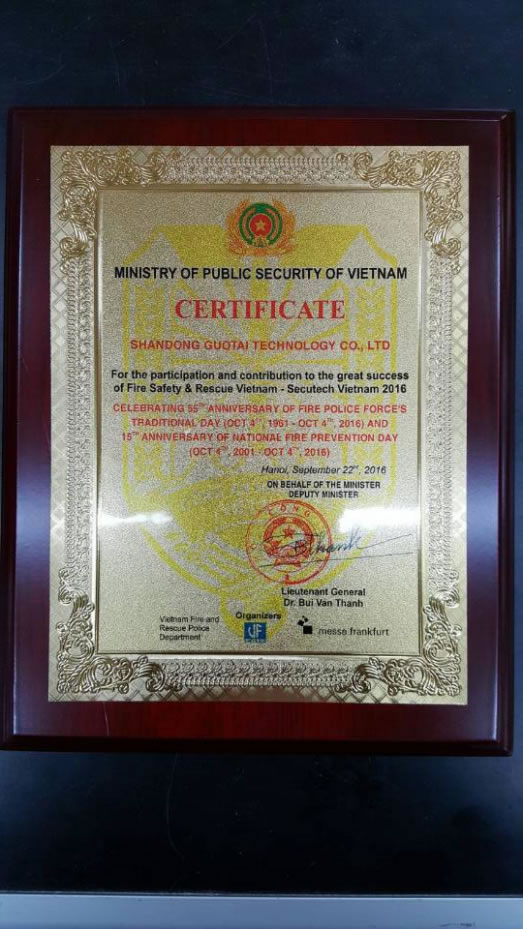 MINISTRY OF PUBLIC SECURITY OF VIETNAM
CERTIFICATE
SHANDONG GUOTAI TECHNOLOGY CO., LTD
For the participation and contribution to the great success
of Fire Safety & Rescue Vietnam - Secutech Vietnam 2016
CELEBRATING 55TH ANNIVERSARY OF FIRE POLICE FORCE'S
TRADITIONAL DAY (OCT 4TH, 1961 - OCT 4TH, 2016) AND
15TH ANNIVERSARY OF NATIONAL FIRE PREVENTION DAY
(OCT 4TH, 2001 - OCT 4TH, 2016)
Hanoi, September 22nd, 2016
ON BEHALF OF THE MINISTER
DEPUTY MINISTER
Lieutenant General
Dr. Bui Van Thanh
Organizers
Vietnam Fire and
Rescue Police
Department
messe frankfurt